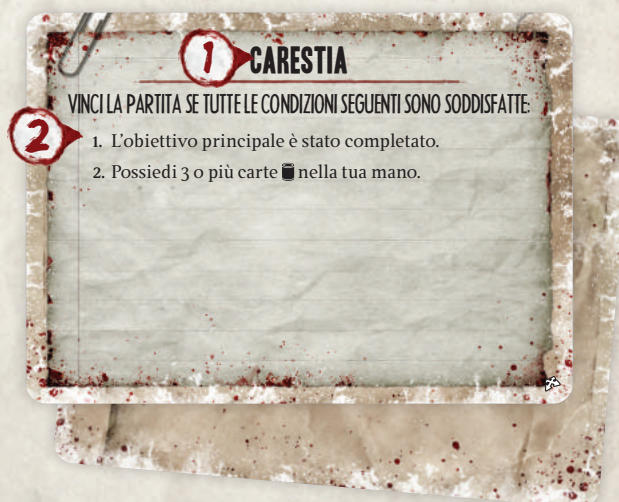 1 CARESTIA
VINCI LA PARTITA SE TUTTE LE CONDIZIONI SEGUENTI SONO SODDISFATTE:
2
1. L'obiettivo principale è stato completato.
2. Possiedi 3 o più carte nella tua mano.